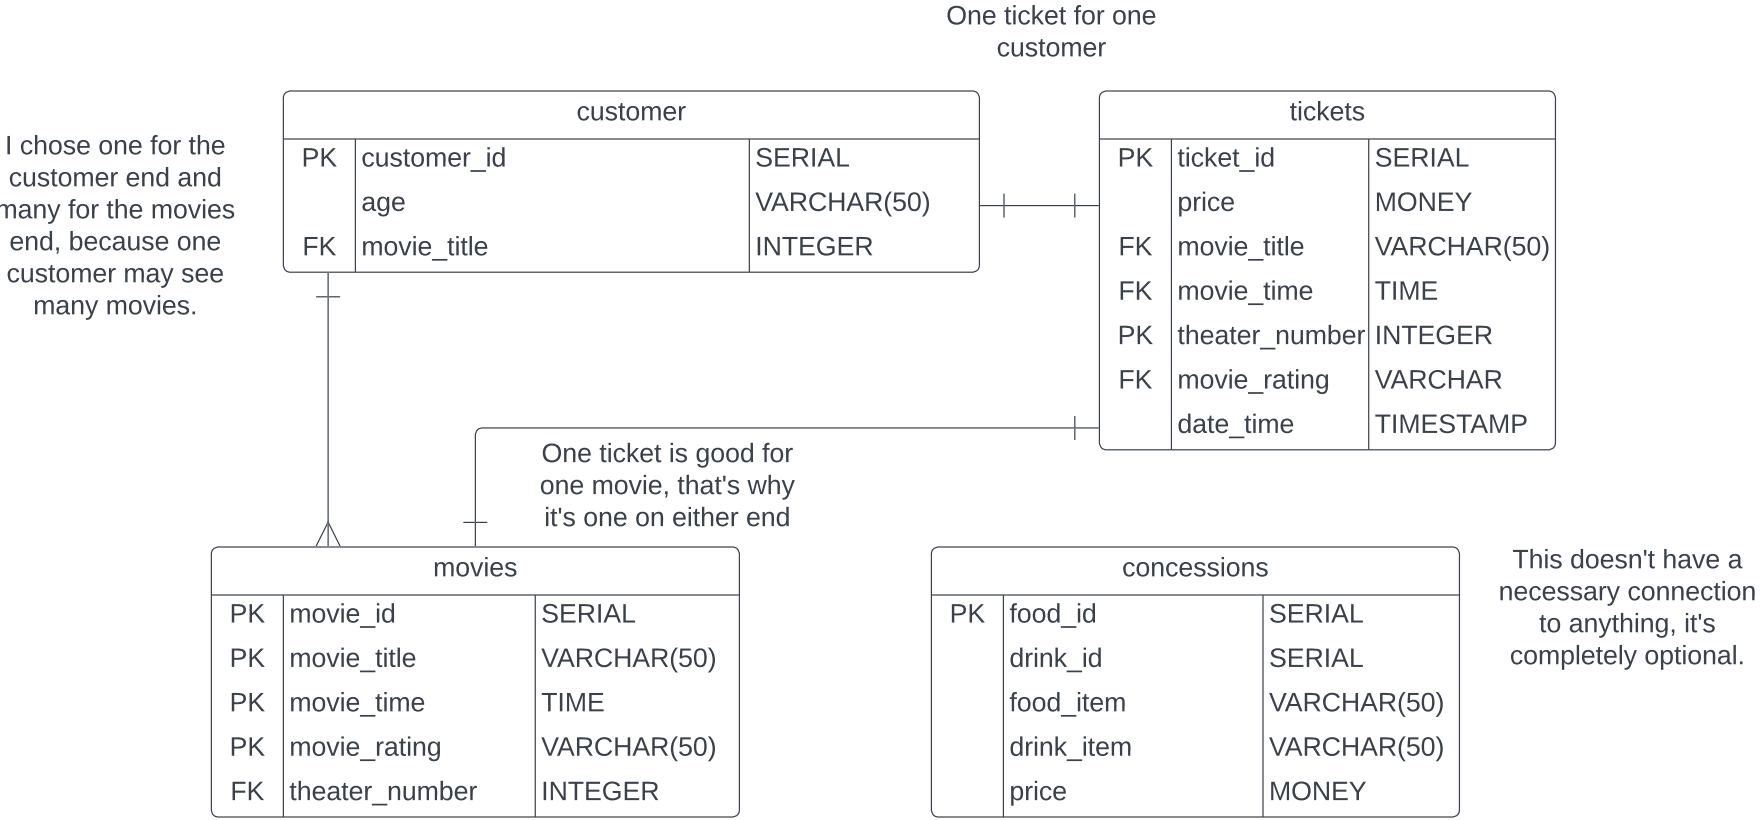 One ticket for one
customer
I chose one for the
customer end and
many for the movies
end, because one
customer may see
many movies.
customer
PK customer_id SERIAL
age VARCHAR(50)
FK movie_title INTEGER
tickets
PK ticket_id SERIAL
price MONEY
FK movie_title VARCHAR(50)
FK movie_time TIME
PK theater_number INTEGER
FK movie_rating VARCHAR
date_time TIMESTAMP
One ticket is good for
one movie, that's why
it's one on either end
movies
PK movie_id SERIAL
PK movie_title VARCHAR(50)
PK movie_time TIME
PK movie_rating VARCHAR(50)
FK theater_number INTEGER
concessions
PK food_id SERIAL
drink_id SERIAL
food_item VARCHAR(50)
drink_item VARCHAR(50)
price MONEY
This doesn't have a
necessary connection
to anything, it's
completely optional.